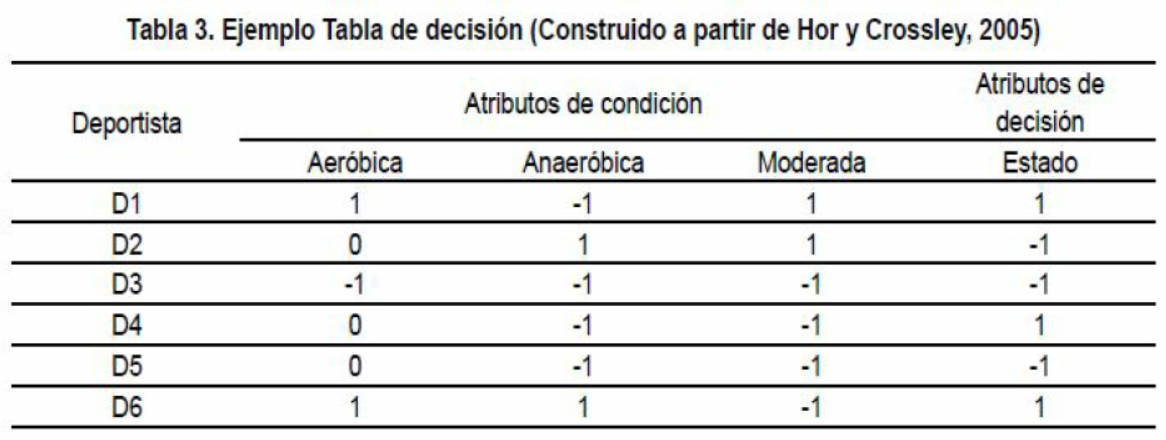 Tabla 3. Ejemplo Tabla de decisión (Construido a partir de Hor y Crossley, 2005)
Deportista Atributos de condición Atributos de decisión
Aeróbica Anaeróbica Moderada Estado
D1 1 -1 1 1
D2 0 1 1 -1
D3 -1 -1 -1 -1
D4 0 -1 -1 1
D5 0 -1 -1 -1
D6 1 1 -1 1